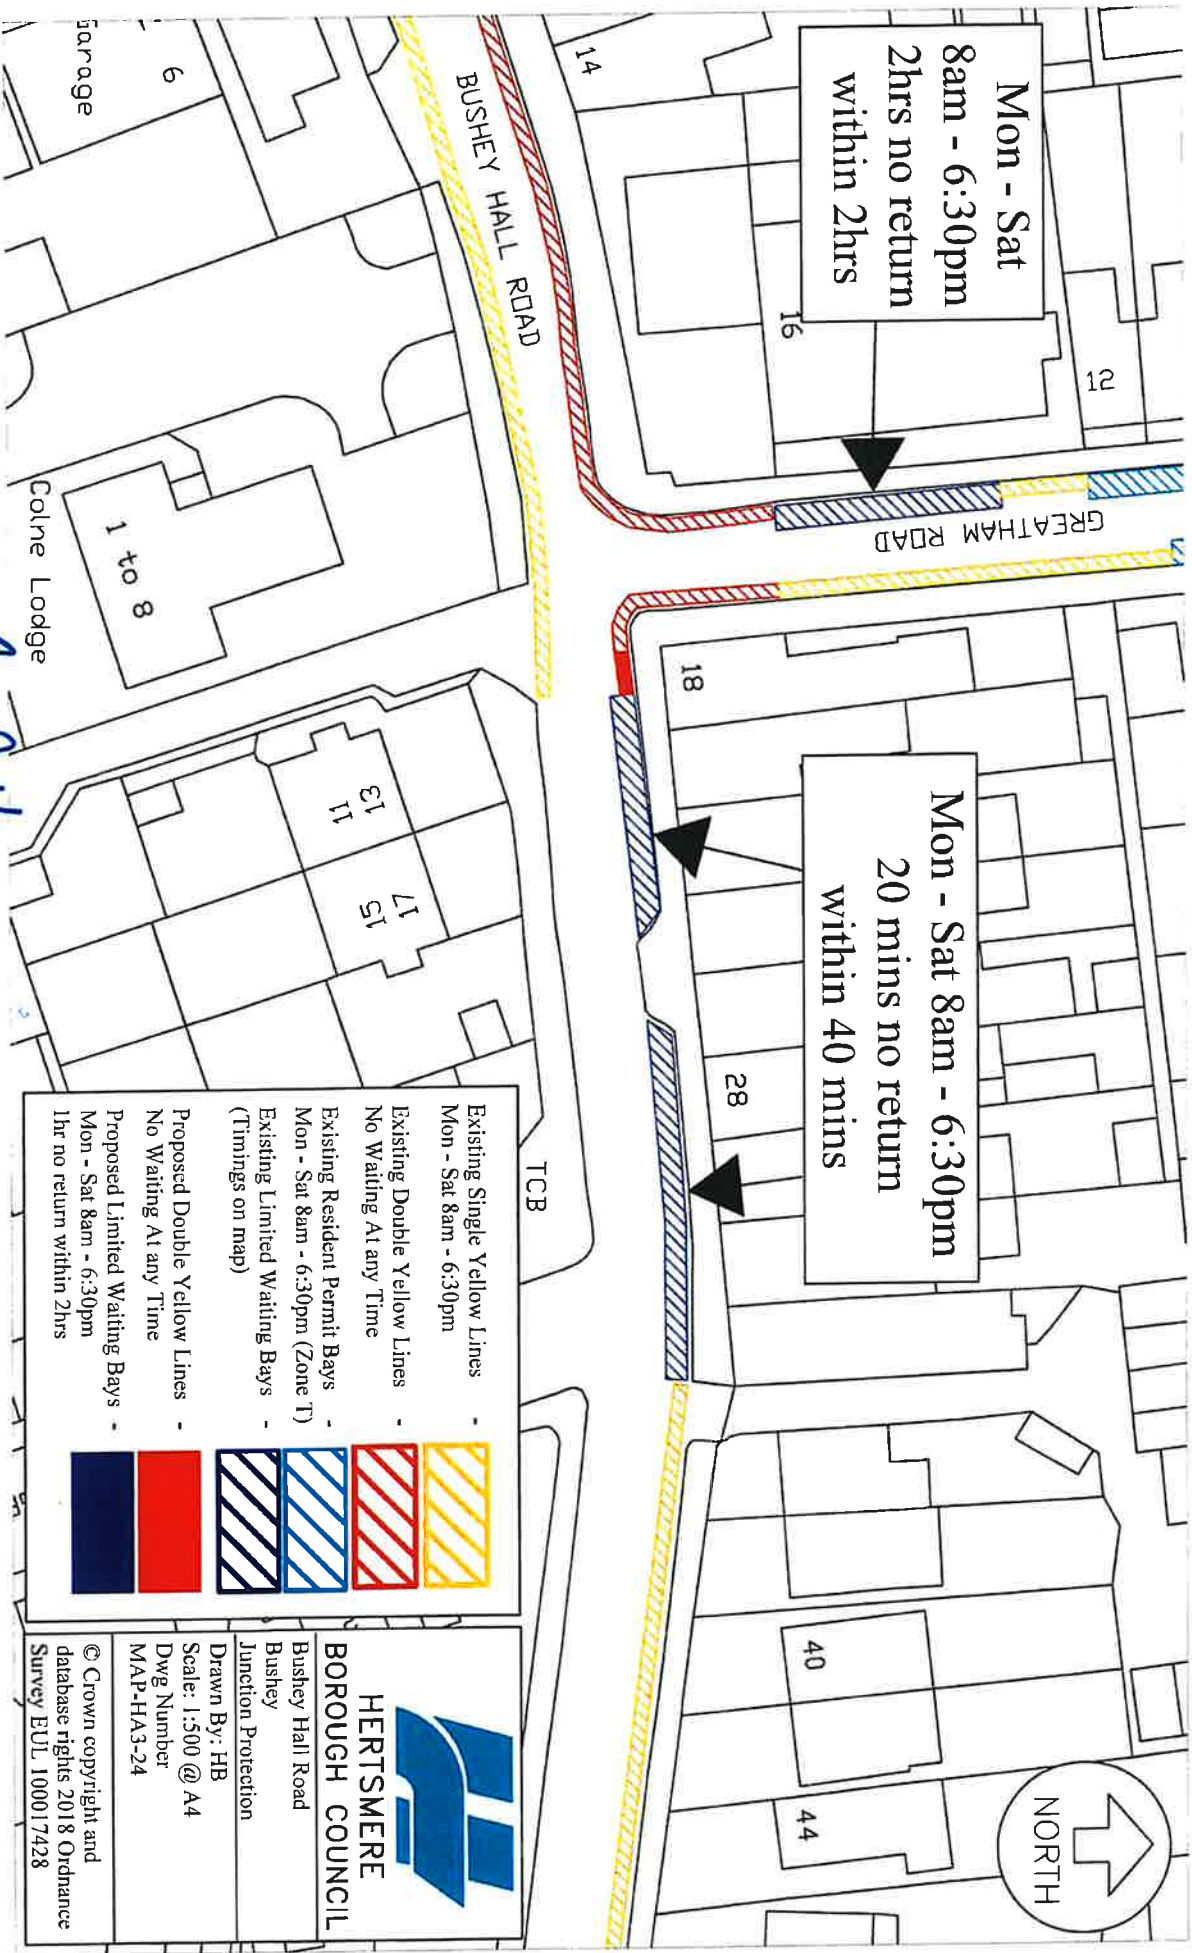 Mon - Sat
8am - 6:30pm
2hrs no return
within 2hrs
Mon - Sat 8am - 6:30pm
20 mins no return
within 40 mins
NORTH
12
14
16
18
28
40
44
GREATHAM ROAD
BUSHEY HALL ROAD
6
Garage
1 to 8
Colne Lodge
13
11
17
15
TCB
Existing Single Yellow Lines -
Mon - Sat 8am - 6:30pm
Existing Double Yellow Lines -
No Waiting At any Time
Existing Resident Permit Bays -
Mon - Sat 8am - 6:30pm (Zone T)
Existing Limited Waiting Bays -
(Timings on map)
Proposed Double Yellow Lines -
No Waiting At any Time
Proposed Limited Waiting Bays -
Mon - Sat 8am - 6:30pm
1hr no return within 2hrs
HERTSMERE
BOROUGH COUNCIL
Bushey Hall Road
Bushey
Junction Protection
Drawn By: HB
Scale: 1:500 @ A4
Dwg Number
MAP-HA3-24
© Crown copyright and
database rights 2018 Ordnance
Survey EUL 100017428